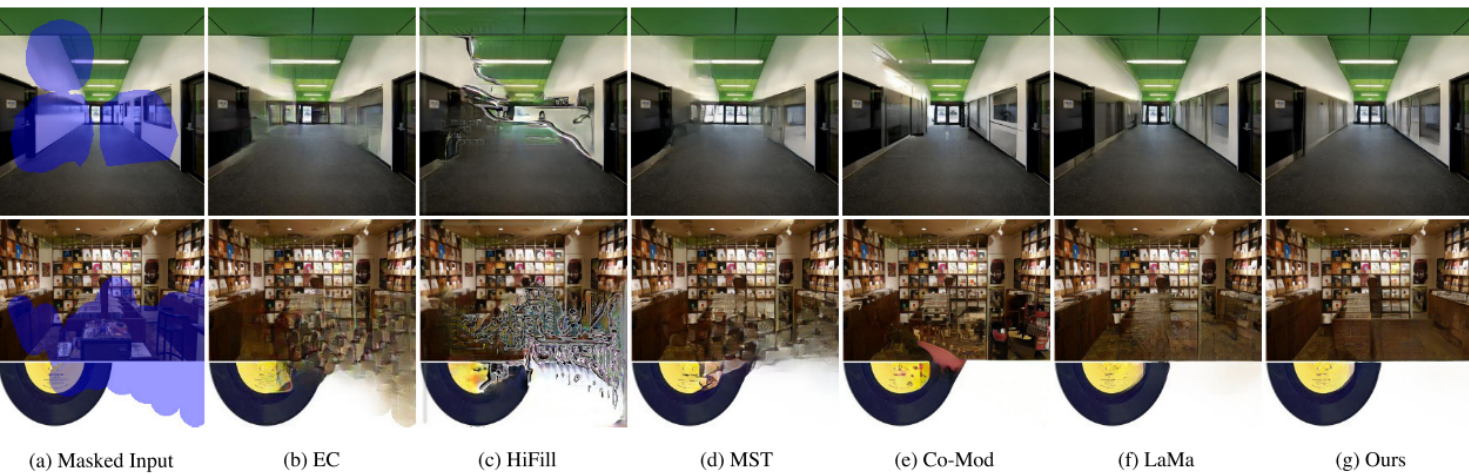 (a) Masked Input
(b) EC
(c) HiFill
(d) MST
(e) Co-Mod
(f) LaMa
(g) Ours